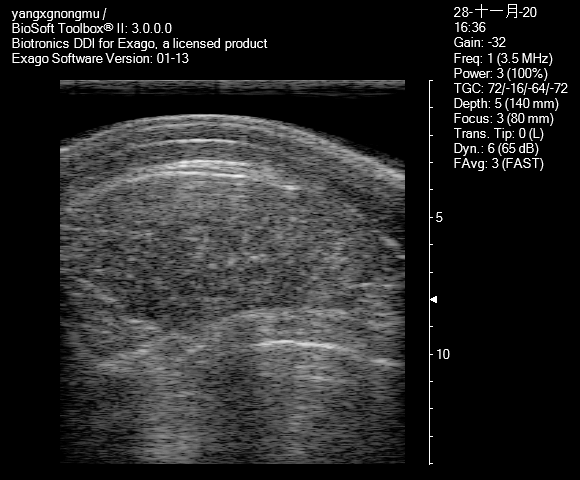 yangxgnongmu /
BioSoft Toolbox® II: 3.0.0.0
Biotronics DDI for Exago, a licensed product
Exago Software Version: 01-13
28-十一月-20
16:36
Gain: -32
Freq: 1 (3.5 MHz)
Power: 3 (100%)
TGC: 72/-16/-64/-72
Depth: 5 (140 mm)
Focus: 3 (80 mm)
Trans. Tip: 0 (L)
Dyn.: 6 (65 dB)
FAvg: 3 (FAST)
5
10